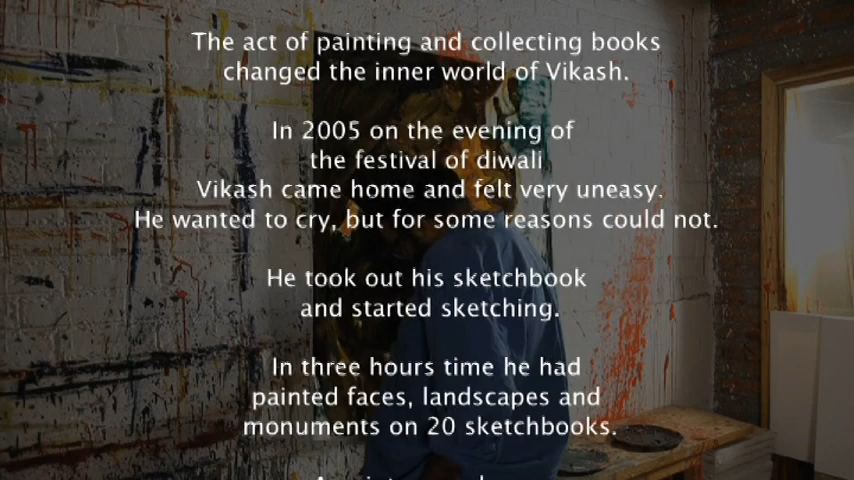 The act of painting and collecting books
changed the inner world of Vikash.
In 2005 on the evening of
the festival of diwali
Vikash came home and felt very uneasy.
He wanted to cry, but for some reasons could not.
He took out his sketchbook
and started sketching.
In three hours time he had
painted faces, landscapes and
monuments on 20 sketchbooks.